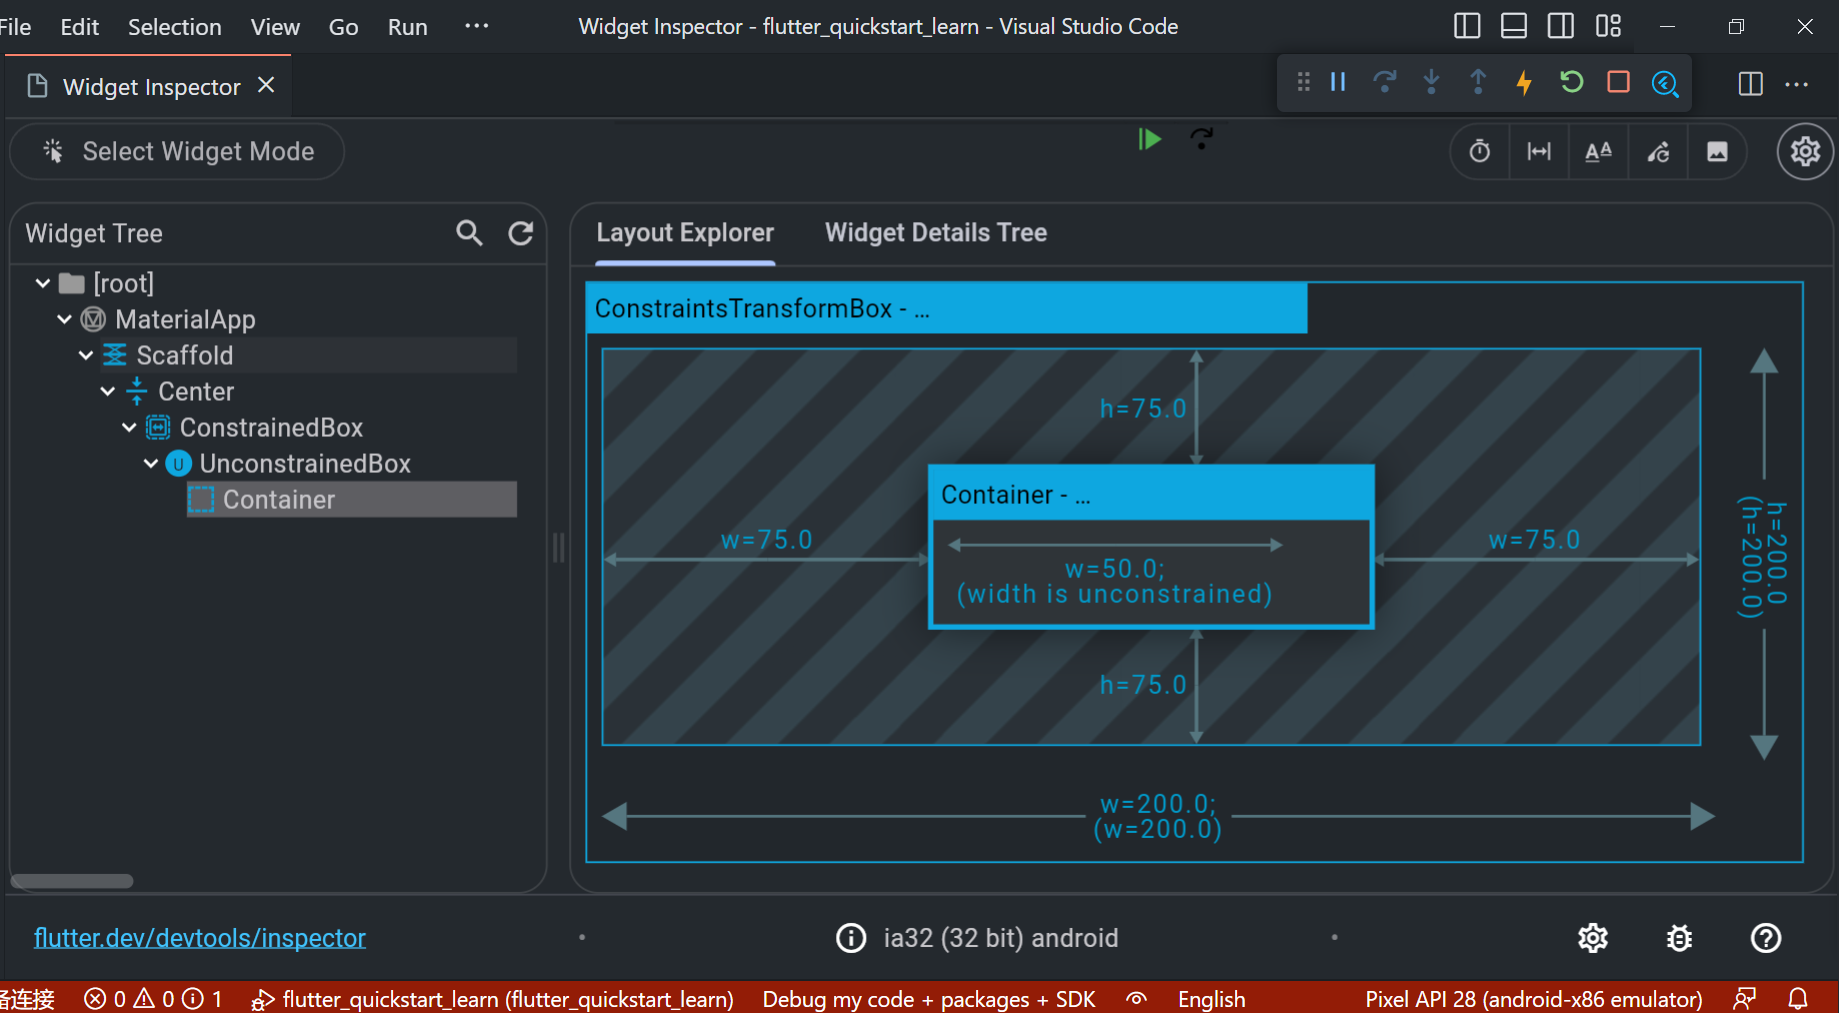 File Edit Selection View Go Run ··· Widget Inspector - flutter_quickstart_learn - Visual Studio Code
Widget Inspector
Select Widget Mode
Widget Tree
[root]
MaterialApp
Scaffold
Center
ConstrainedBox
U UnconstrainedBox
Container
Layout Explorer Widget Details Tree
ConstraintsTransformBox - ...
h=75.0
Container - ...
w=75.0
w=50.0;
(width is unconstrained)
w=75.0
h=75.0
h=200.0
(h=200.0)
w=200.0;
(w=200.0)
flutter.dev/devtools/inspector • ia32 (32 bit) android •
连接 0 0 1 flutter_quickstart_learn (flutter_quickstart_learn) Debug my code + packages + SDK English Pixel API 28 (android-x86 emulator)